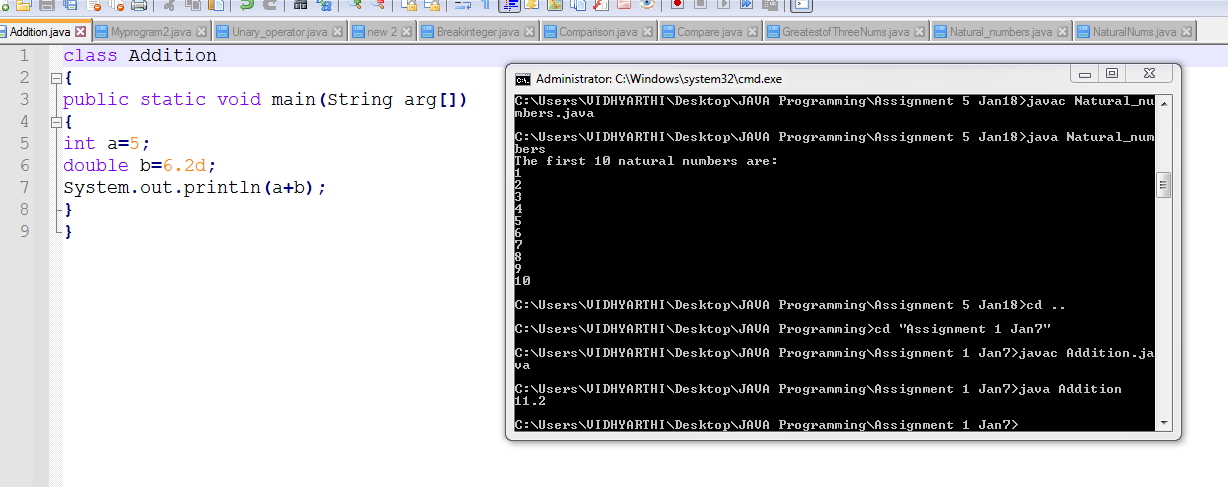 Addition.java
Myprogram2.java
Unary_operator.java
new 2
Breakinteger.java
Comparison.java
Compare.java
GreatestofThreeNums.java
Natural_numbers.java
NaturalNums.java
1 class Addition
2 {
3 public static void main(String arg[])
4 {
5 int a=5;
6 double b=6.2d;
7 System.out.println(a+b);
8 }
9 }
Administrator: C:\Windows\system32\cmd.exe
C:\Users\VIDHYARTHI\Desktop\JAVA Programming\Assignment 5 Jan18>javac Natural_nu
mbers.java
C:\Users\VIDHYARTHI\Desktop\JAVA Programming\Assignment 5 Jan18>java Natural_num
bers
The first 10 natural numbers are:
1
2
3
4
5
6
7
8
9
10
C:\Users\VIDHYARTHI\Desktop\JAVA Programming\Assignment 5 Jan18>cd ..
C:\Users\VIDHYARTHI\Desktop\JAVA Programming>cd "Assignment 1 Jan7"
C:\Users\VIDHYARTHI\Desktop\JAVA Programming\Assignment 1 Jan7>javac Addition.ja
va
C:\Users\VIDHYARTHI\Desktop\JAVA Programming\Assignment 1 Jan7>java Addition
11.2
C:\Users\VIDHYARTHI\Desktop\JAVA Programming\Assignment 1 Jan7>